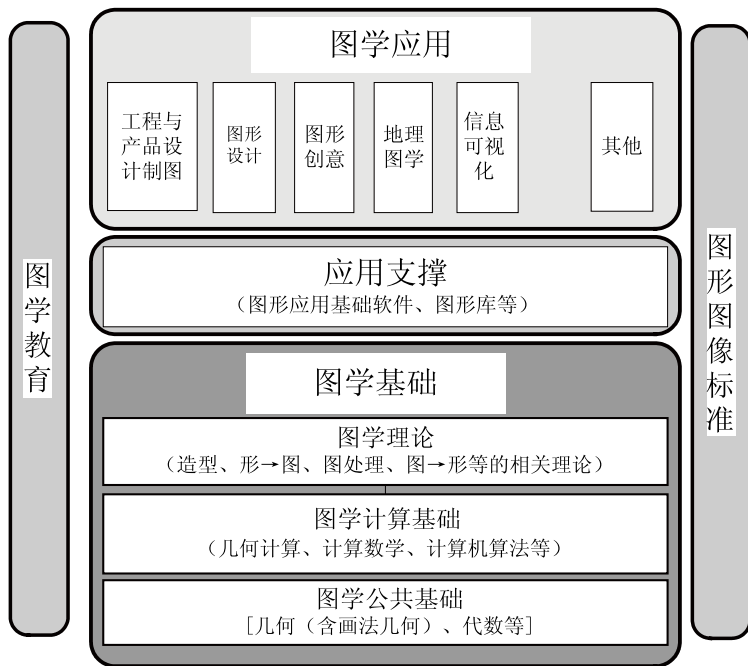 图学应用
工程与
产品设
计制图
图形
设计
图形
创意
地理
图学
信息
可视
化
其他
图学教育
应用支撑
（图形应用基础软件、图形库等）
图形图像标准
图学基础
图学理论
（造型、形→图、图处理、图→形等的相关理论）
图学计算基础
（几何计算、计算数学、计算机算法等）
图学公共基础
[几何（含画法几何）、代数等]